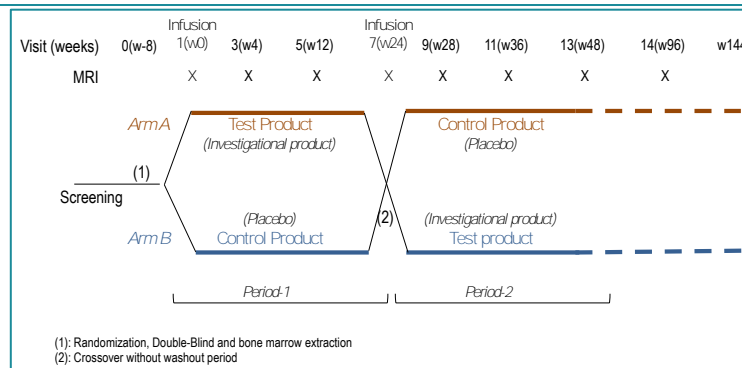 Infusion Infusion
Visit (weeks) 0(w-8) 1(w0) 3(w4) 5(w12) 7(w24) 9(w28) 11(w36) 13(w48) 14(w96) w144
MRI X X X X X X X X
Arm A Test Product Control Product
(Investigational product) (Placebo)
(1)
Screening
(Placebo) (2) (Investigational product)
Arm B Control Product Test product
Period-1 Period-2
(1): Randomization, Double-Blind and bone marrow extraction
(2): Crossover without washout period